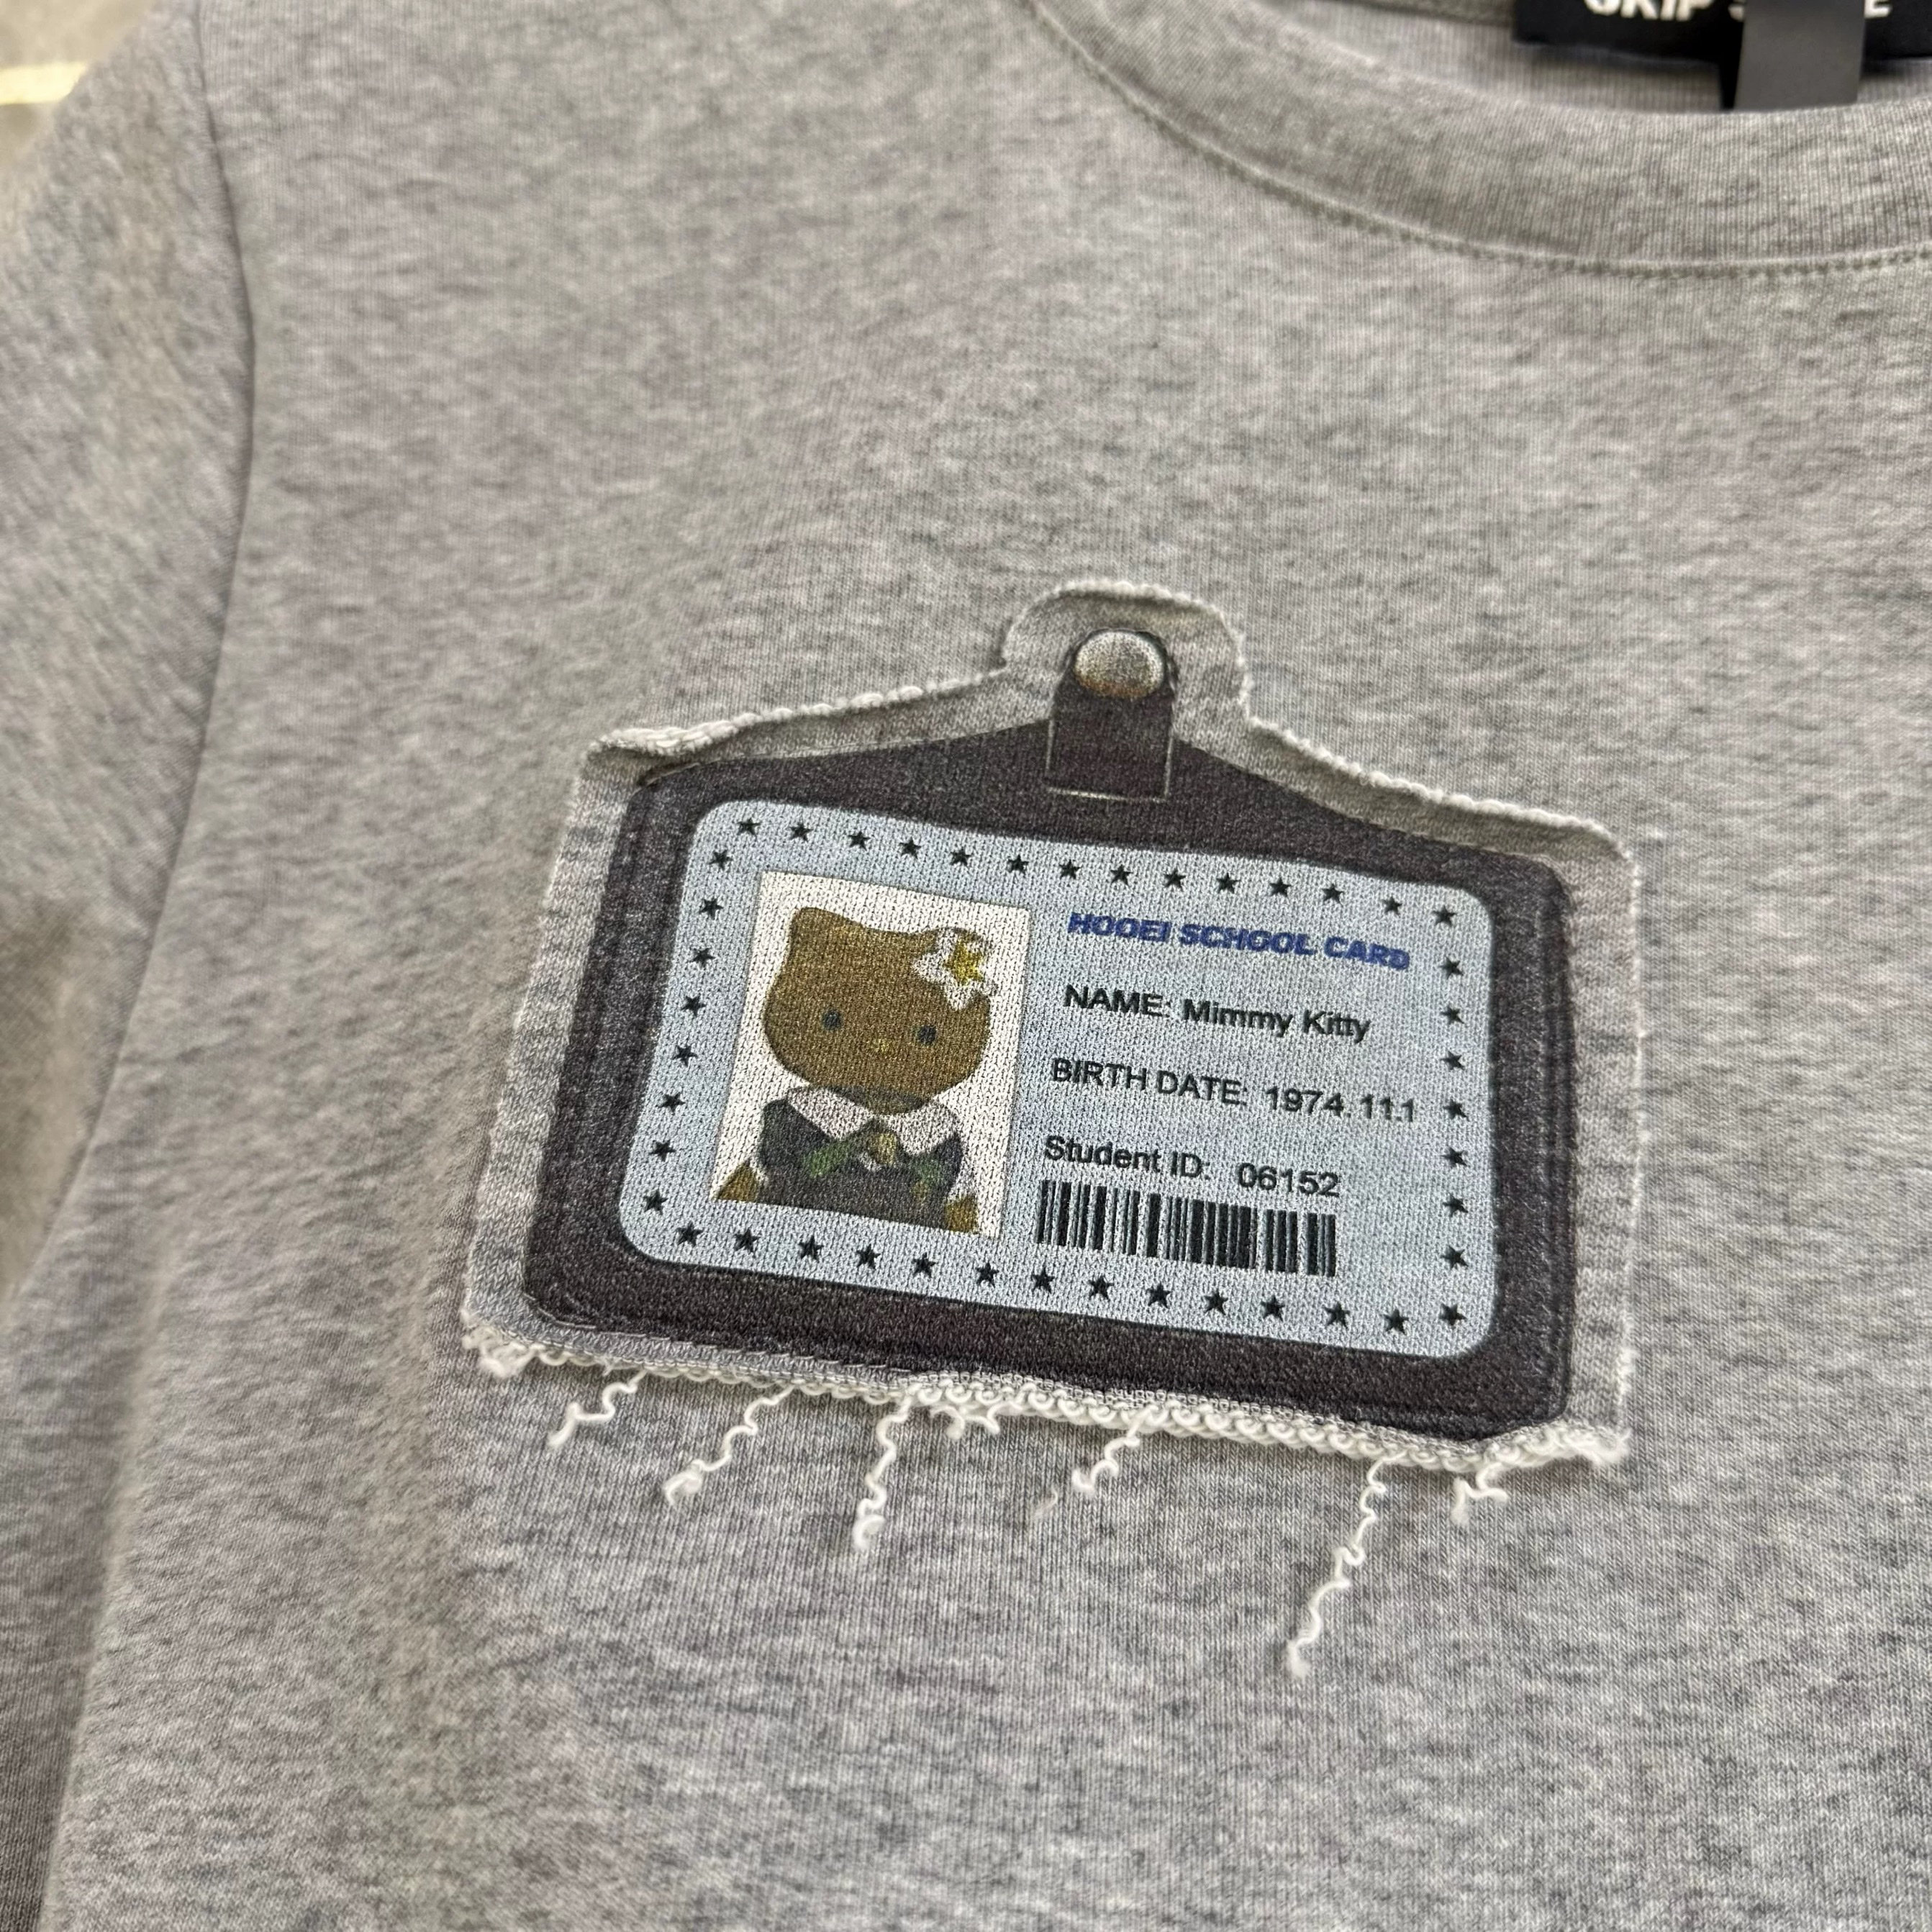 HOOEI SCHOOL CARD
NAME: Mimmy Kitty
BIRTH DATE: 1974.11.1
Student ID: 06152